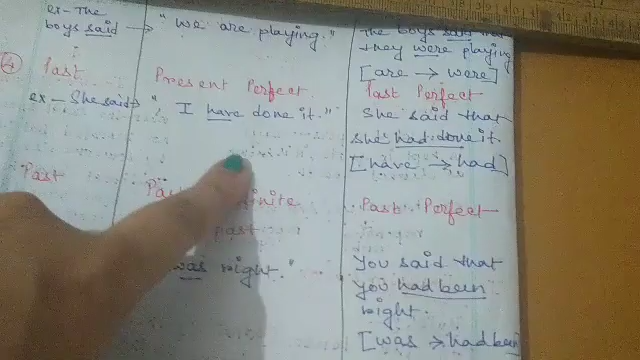 ex - The
boys said → "We are playing."
The boys said that
they were playing
[are → were]
④ Past
Present Perfect
Past Perfect
ex - She said → "I have done it."
She said that
she had done it.
[have → had]
Past
Past
inite
Past Perfect
past
was right."
You said that
you had been
right.
[was → had been